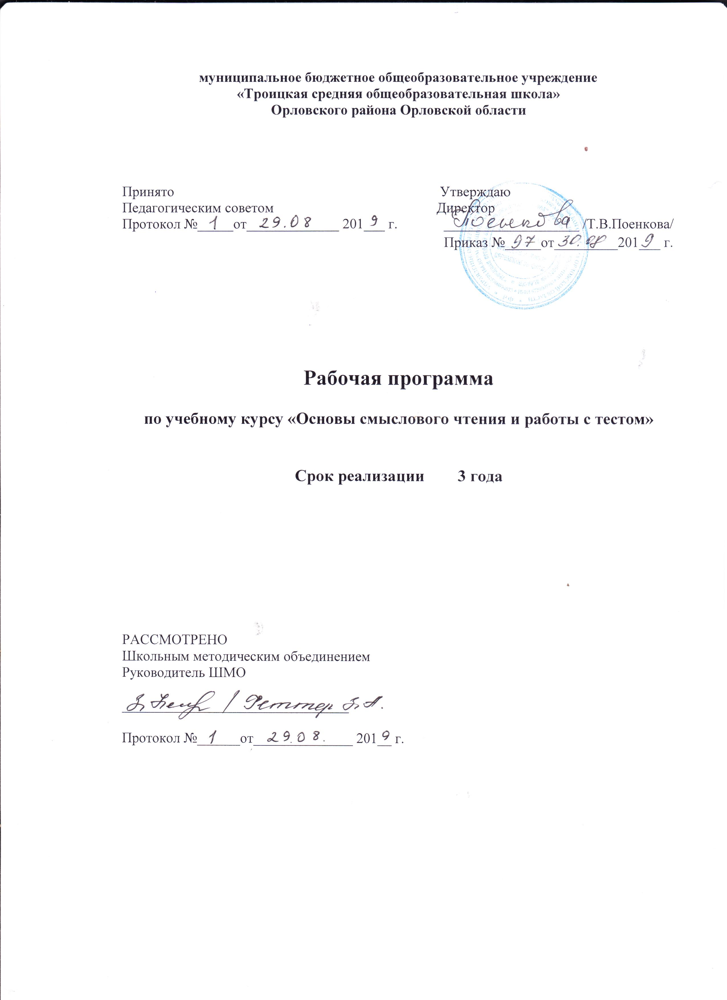 муниципальное бюджетное общеобразовательное учреждение
«Троицкая средняя общеобразовательная школа»
Орловского района Орловской области
Принято
Педагогическим советом
Протокол № 1 от 29.08 2019 г.
Утверждаю
Директор
Поенкова /Т.В.Поенкова/
Приказ № 97 от 30.08 2019 г.
Рабочая программа
по учебному курсу «Основы смыслового чтения и работы с тестом»
Срок реализации 3 года
РАССМОТРЕНО
Школьным методическим объединением
Руководитель ШМО
/ Феттер З.А.
Протокол № 1 от 29.08. 2019 г.